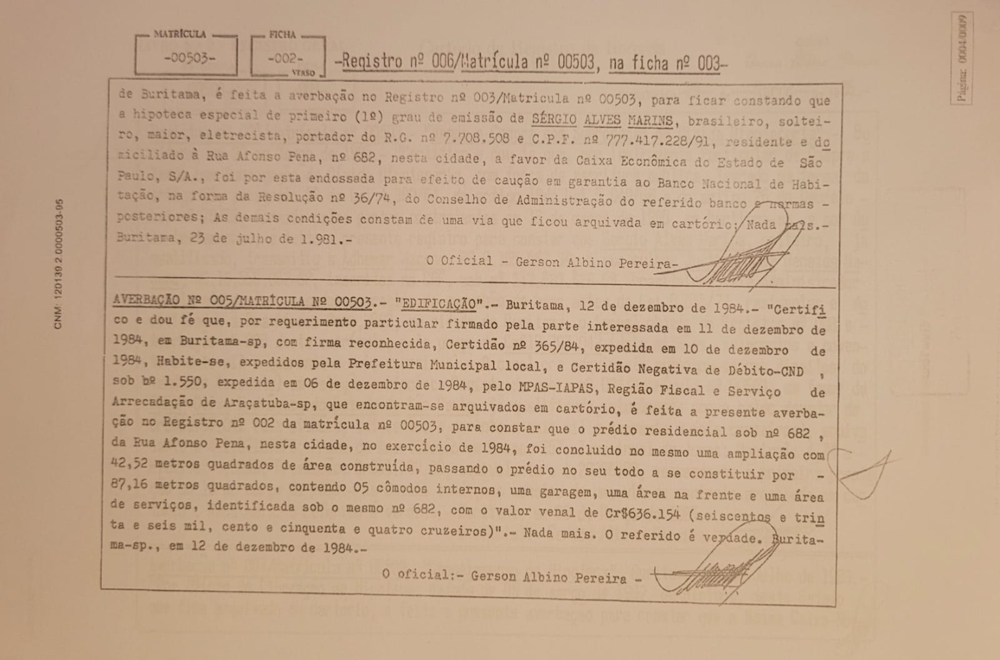 MATRÍCULA
-00503-
FICHA
-002-
VERSO
-Registro nº 006/Matrícula nº 00503, na ficha nº 003-
Página: 0004/0009
CNM: 120139.2.0000503-95
de Buritama, é feita a averbação no Registro nº 003/Matricula nº 00503, para ficar constando que
a hipoteca especial de primeiro (1º) grau de emissão de SÉRGIO ALVES MARINS, brasileiro, soltei-
ro, maior, eletrecista, portador do R.G. nº 7.708.508 e C.P.F. nº 777.417.228/91, residente e do
miciliado à Rua Afonso Pena, nº 682, nesta cidade, a favor da Caixa Econômica do Estado de São
Paulo, S/A., foi por esta endossada para efeito de caução em garantia ao Banco Nacional de Habi-
tação, na forma da Resolução nº 36/74, do Conselho de Administração do referido banco e normas -
posteriores; As demais condições constam de uma via que ficou arquivada em cartório; Nada mais.-
Buritama, 23 de julho de 1.981.-
O Oficial - Gerson Albino Pereira-
AVERBAÇÃO Nº 005/MATRÍCULA Nº 00503.- "EDIFICAÇÃO".- Buritama, 12 de dezembro de 1984.- "Certifi
co e dou fé que, por requerimento particular firmado pela parte interessada em 11 de dezembro de
1984, em Buritama-sp, com firma reconhecida, Certidão nº 365/84, expedida em 10 de dezembro de
1984, Habite-se, expedidos pela Prefeitura Municipal local, e Certidão Negativa de Débito-CND ,
sob nº 1.550, expedida em 06 de dezembro de 1984, pelo MPAS-IAPAS, Região Fiscal e Serviço de
Arrecadação de Araçatuba-sp, que encontram-se arquivados em cartório, é feita a presente averba-
ção no Registro nº 002 da matrícula nº 00503, para constar que o prédio residencial sob nº 682 ,
da Rua Afonso Pena, nesta cidade, no exercício de 1984, foi concluido no mesmo uma ampliação com
42,52 metros quadrados de área construída, passando o prédio no seu todo a se constituir por -
87,16 metros quadrados, contendo 05 cômodos internos, uma garagem, uma área na frente e uma área
de serviços, identificada sob o mesmo nº 682, com o valor venal de Cr$636.154 (seiscentos e trin
ta e seis mil, cento e cinquenta e quatro cruzeiros)".- Nada mais. O referido é verdade. Burita-
ma-sp., em 12 de dezembro de 1984.-
O oficial:- Gerson Albino Pereira -